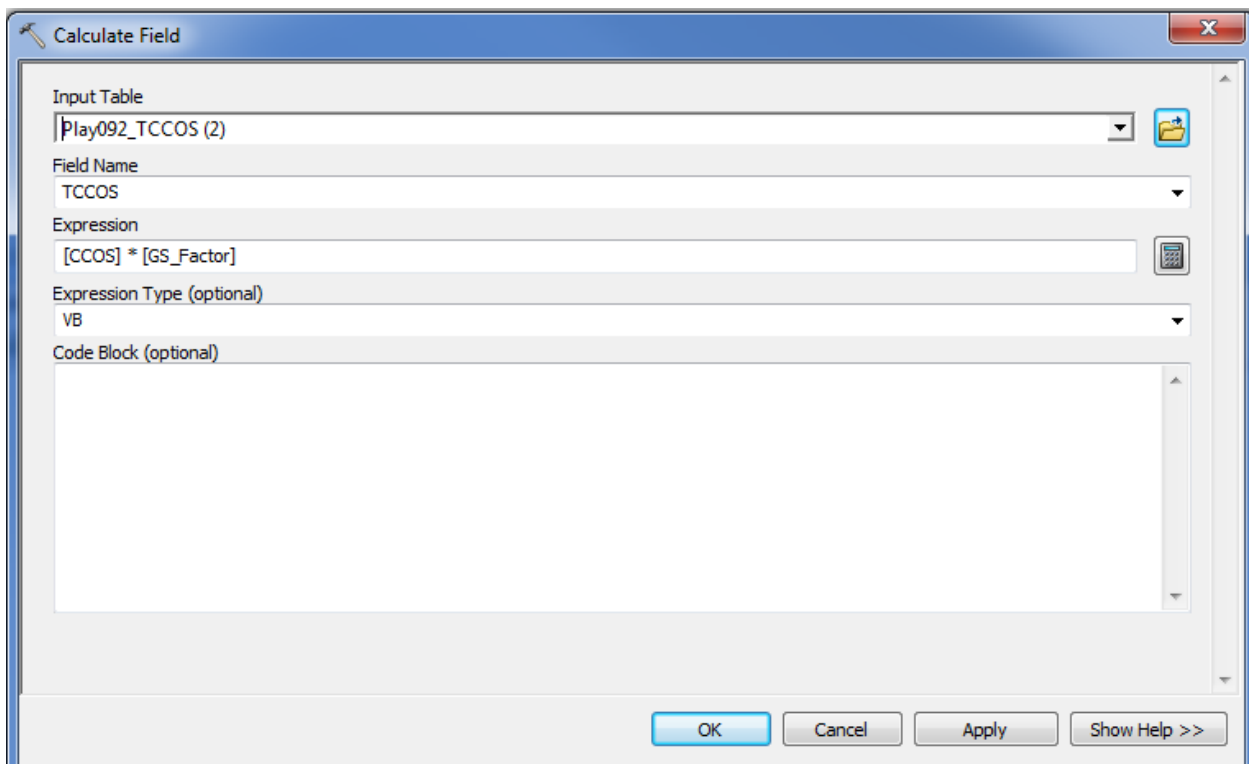 Calculate Field
Input Table
Play092_TCCOS (2)
Field Name
TCCOS
Expression
[CCOS] * [GS_Factor]
Expression Type (optional)
VB
Code Block (optional)
OK Cancel Apply Show Help >>